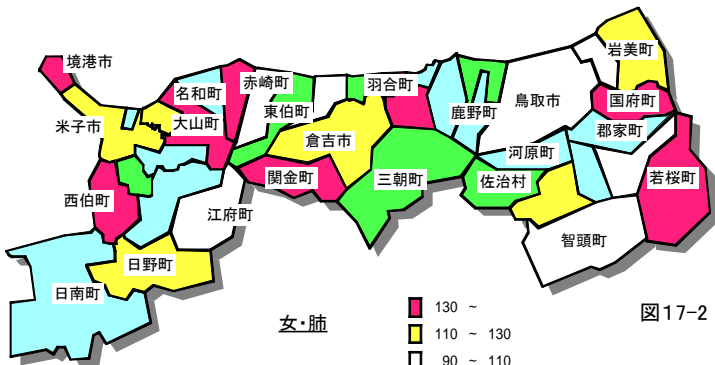 境港市
岩美町
名和町
赤崎町
羽合町
国府町
米子市
大山町
東伯町
鹿野町
鳥取市
倉吉市
郡家町
河原町
西伯町
関金町
三朝町
佐治村
若桜町
江府町
智頭町
日野町
日南町
女・肺
130 ~
110 ~ 130
90 ~ 110
図17-2